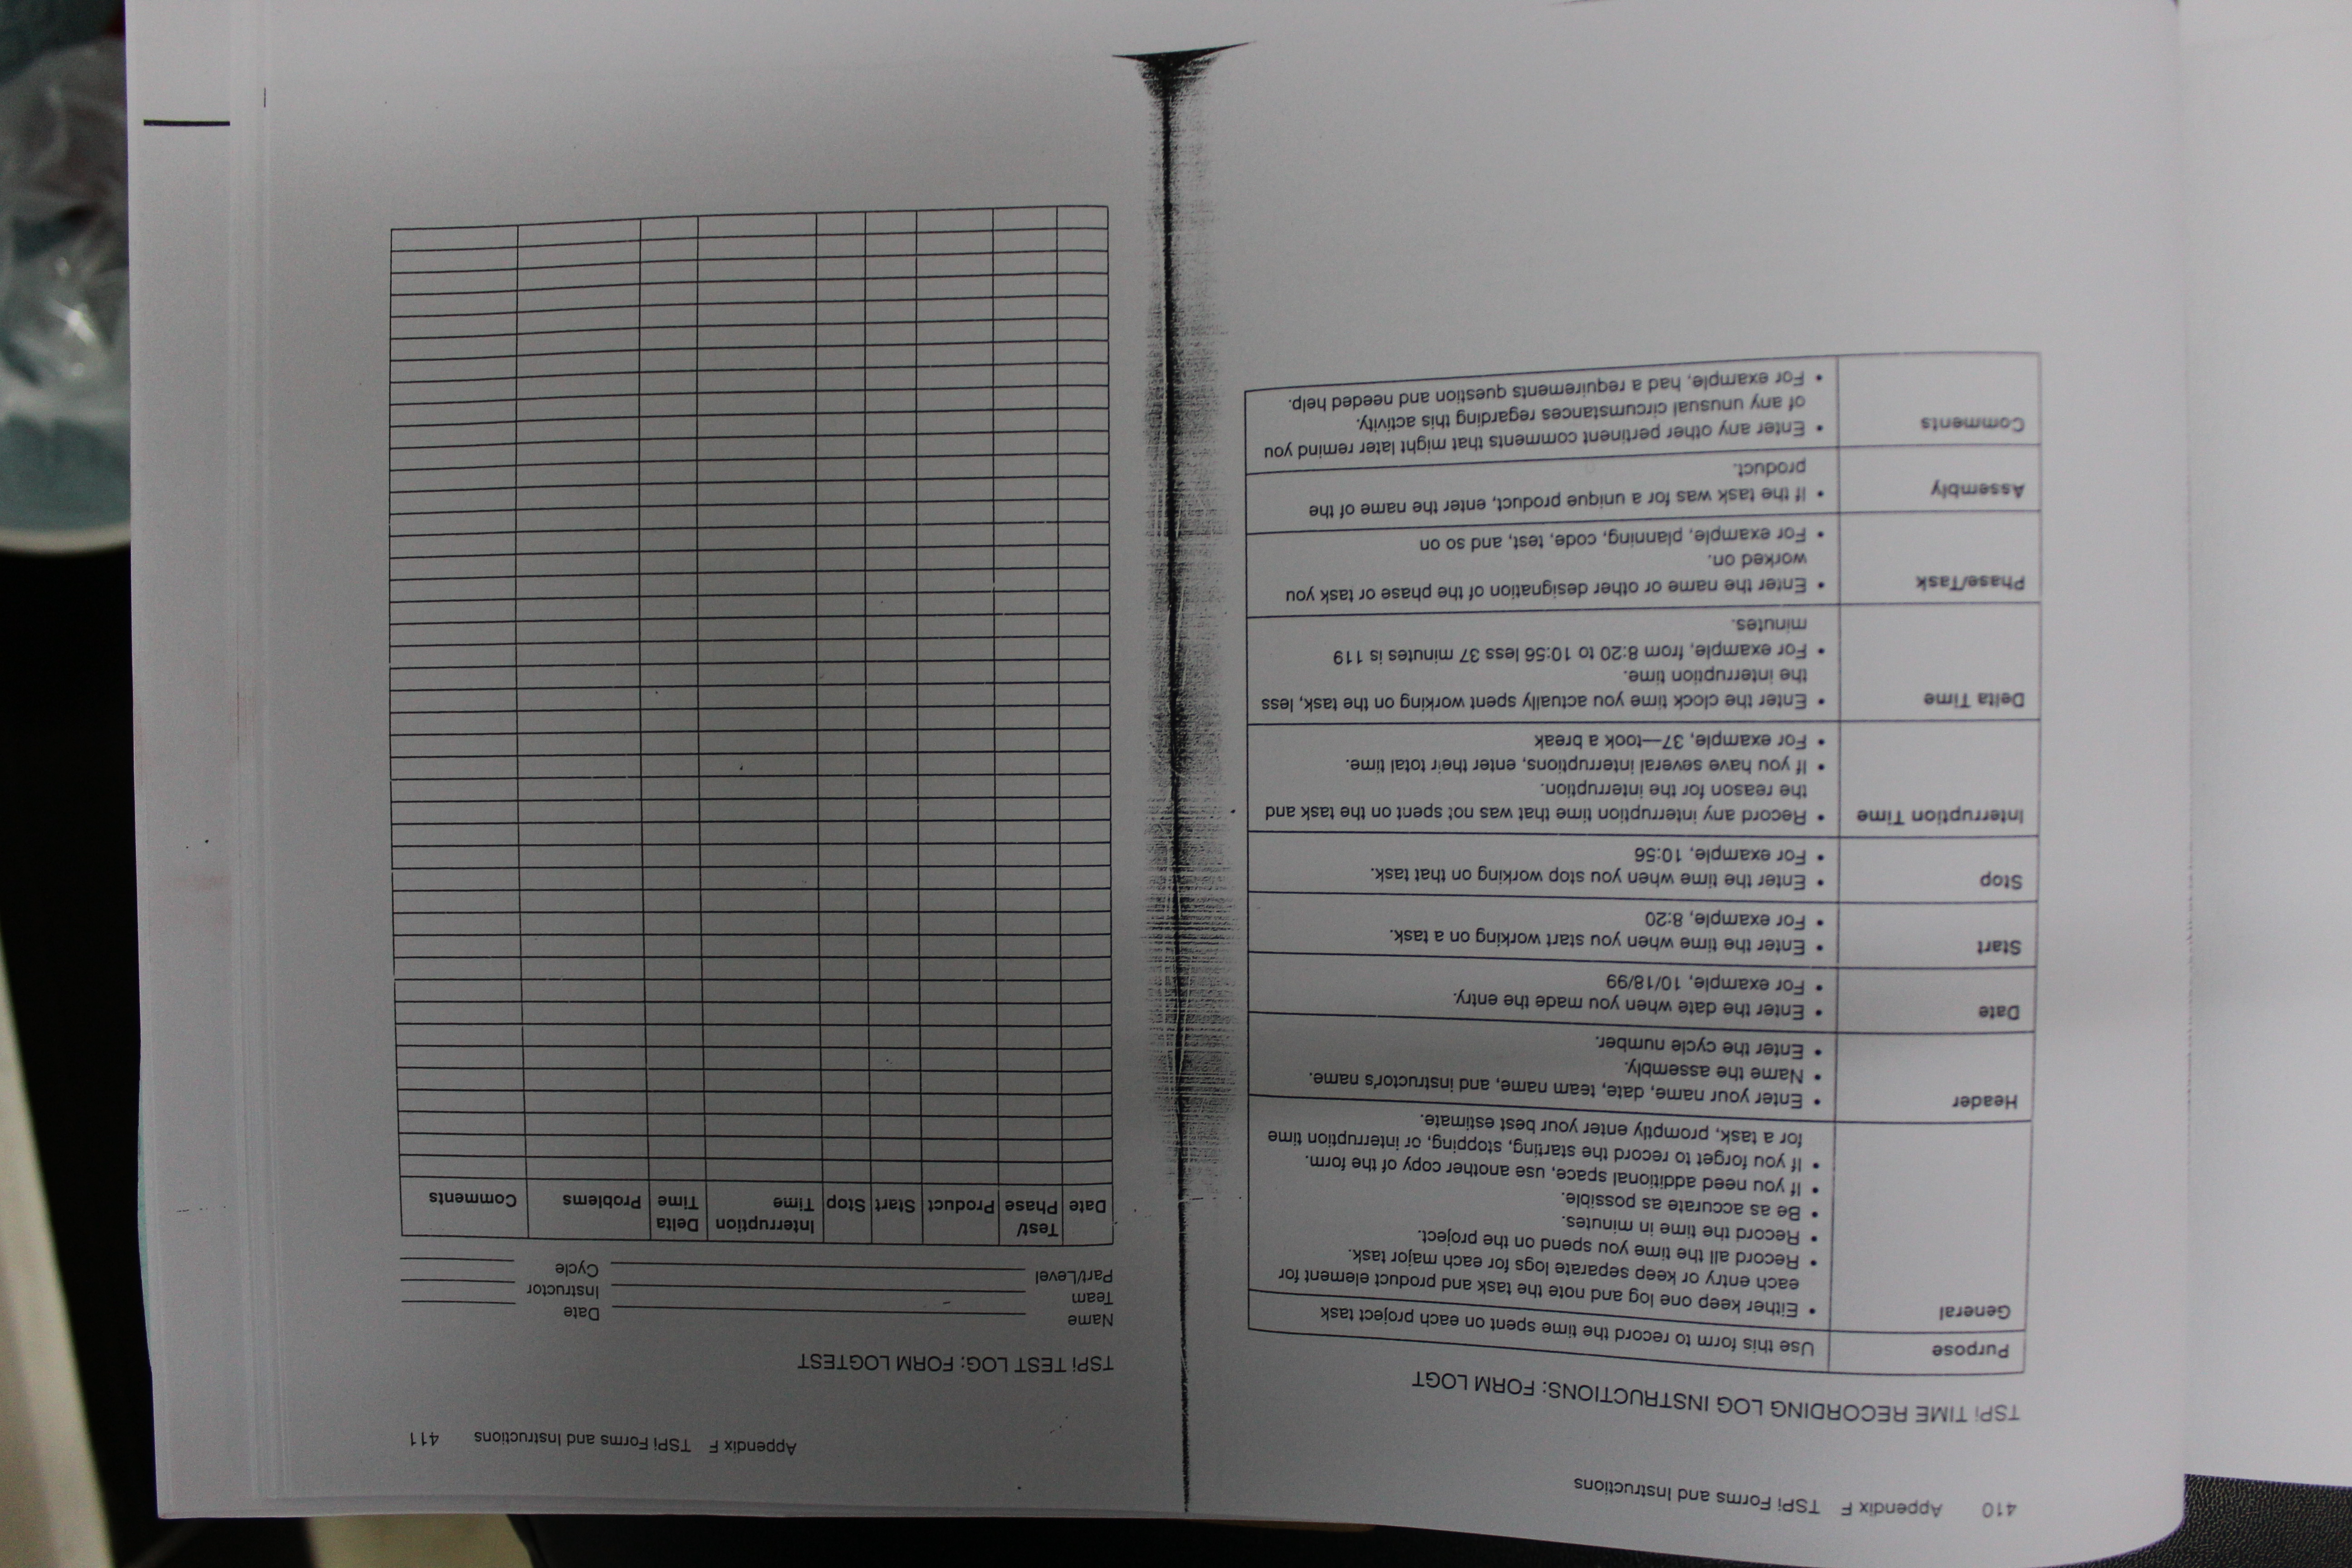 410 Appendix F TSPi Forms and Instructions
TSPi TIME RECORDING LOG INSTRUCTIONS: FORM LOGT
Purpose Use this form to record the time spent on each project task
General • Either keep one log and note the task and product element for
each entry or keep separate logs for each major task.
• Record all the time you spend on the project.
• Record the time in minutes.
• Be as accurate as possible.
• If you need additional space, use another copy of the form.
• If you forget to record the starting, stopping, or interruption time
for a task, promptly enter your best estimate.
Header • Enter your name, date, team name, and instructor's name.
• Name the assembly.
• Enter the cycle number.
Date • Enter the date when you made the entry.
• For example, 10/18/99
Start • Enter the time when you start working on a task.
• For example, 8:20
Stop • Enter the time when you stop working on that task.
• For example, 10:56
Interruption Time • Record any interruption time that was not spent on the task and
the reason for the interruption.
• If you have several interruptions, enter their total time.
• For example, 37—took a break
Delta Time • Enter the clock time you actually spent working on the task, less
the interruption time.
• For example, from 8:20 to 10:56 less 37 minutes is 119
minutes.
Phase/Task • Enter the name or other designation of the phase or task you
worked on.
• For example, planning, code, test, and so on
Assembly • If the task was for a unique product, enter the name of the
product.
Comments • Enter any other pertinent comments that might later remind you
of any unusual circumstances regarding this activity.
• For example, had a requirements question and needed help.
Appendix F TSPi Forms and Instructions 411
TSPi TEST LOG: FORM LOGTEST
Name Date
Team Instructor
Part/Level Cycle
Test/ Interruption Delta
Date Phase Product Start Stop Time Time Problems Comments